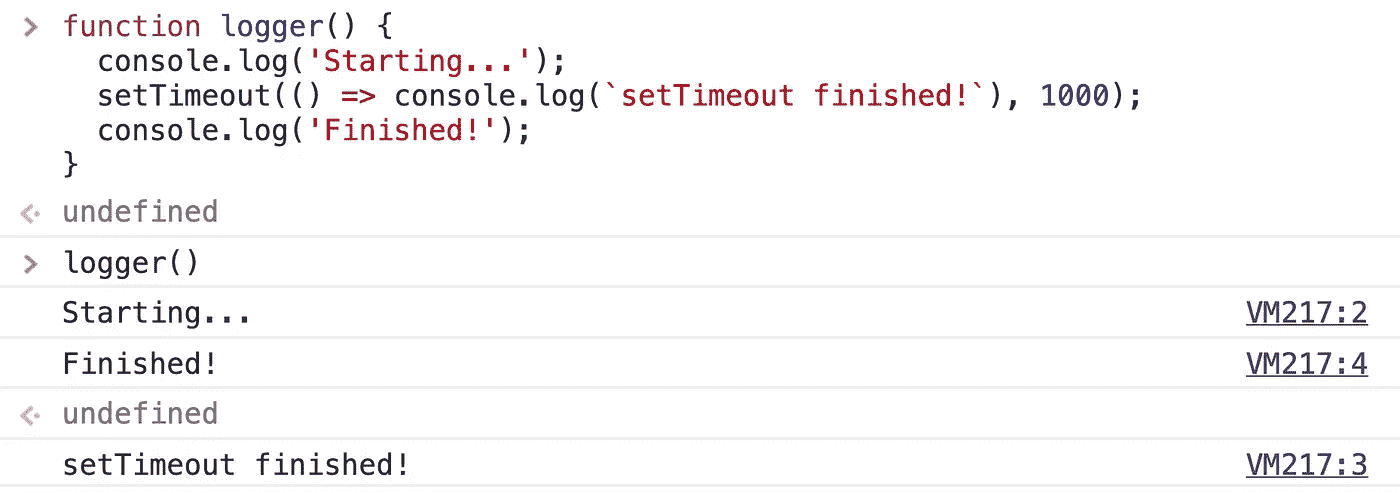 > function logger() {
  console.log('Starting...');
  setTimeout(() => console.log(`setTimeout finished!`), 1000);
  console.log('Finished!');
}
undefined
> logger()
Starting... VM217:2
Finished! VM217:4
undefined
setTimeout finished! VM217:3